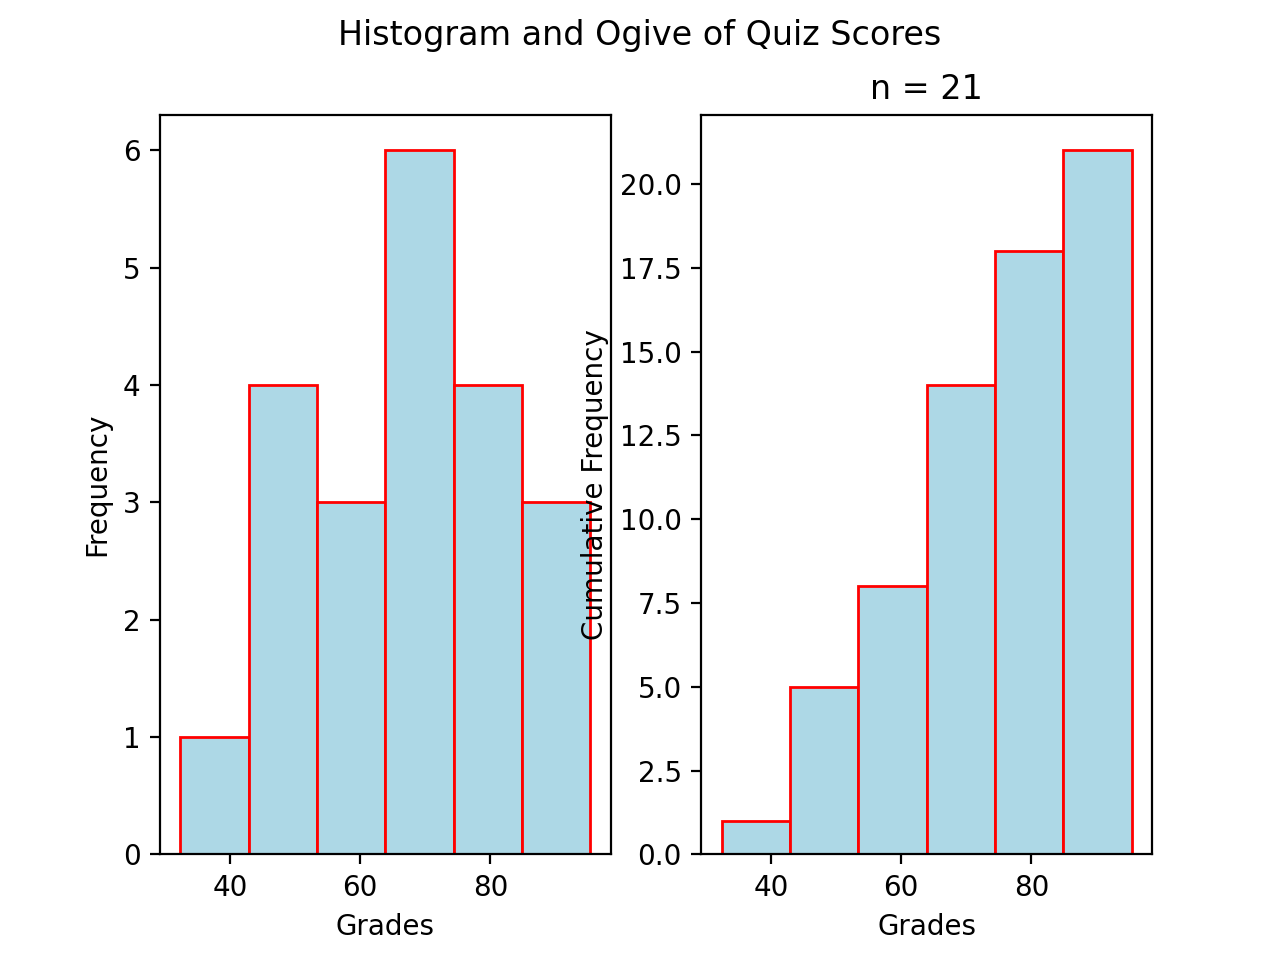 Histogram and Ogive of Quiz Scores
n = 21
6
5
4
3
2
1
0
Frequency
40 60 80
Grades
20.0
17.5
15.0
12.5
10.0
7.5
5.0
2.5
0.0
Cumulative Frequency
40 60 80
Grades